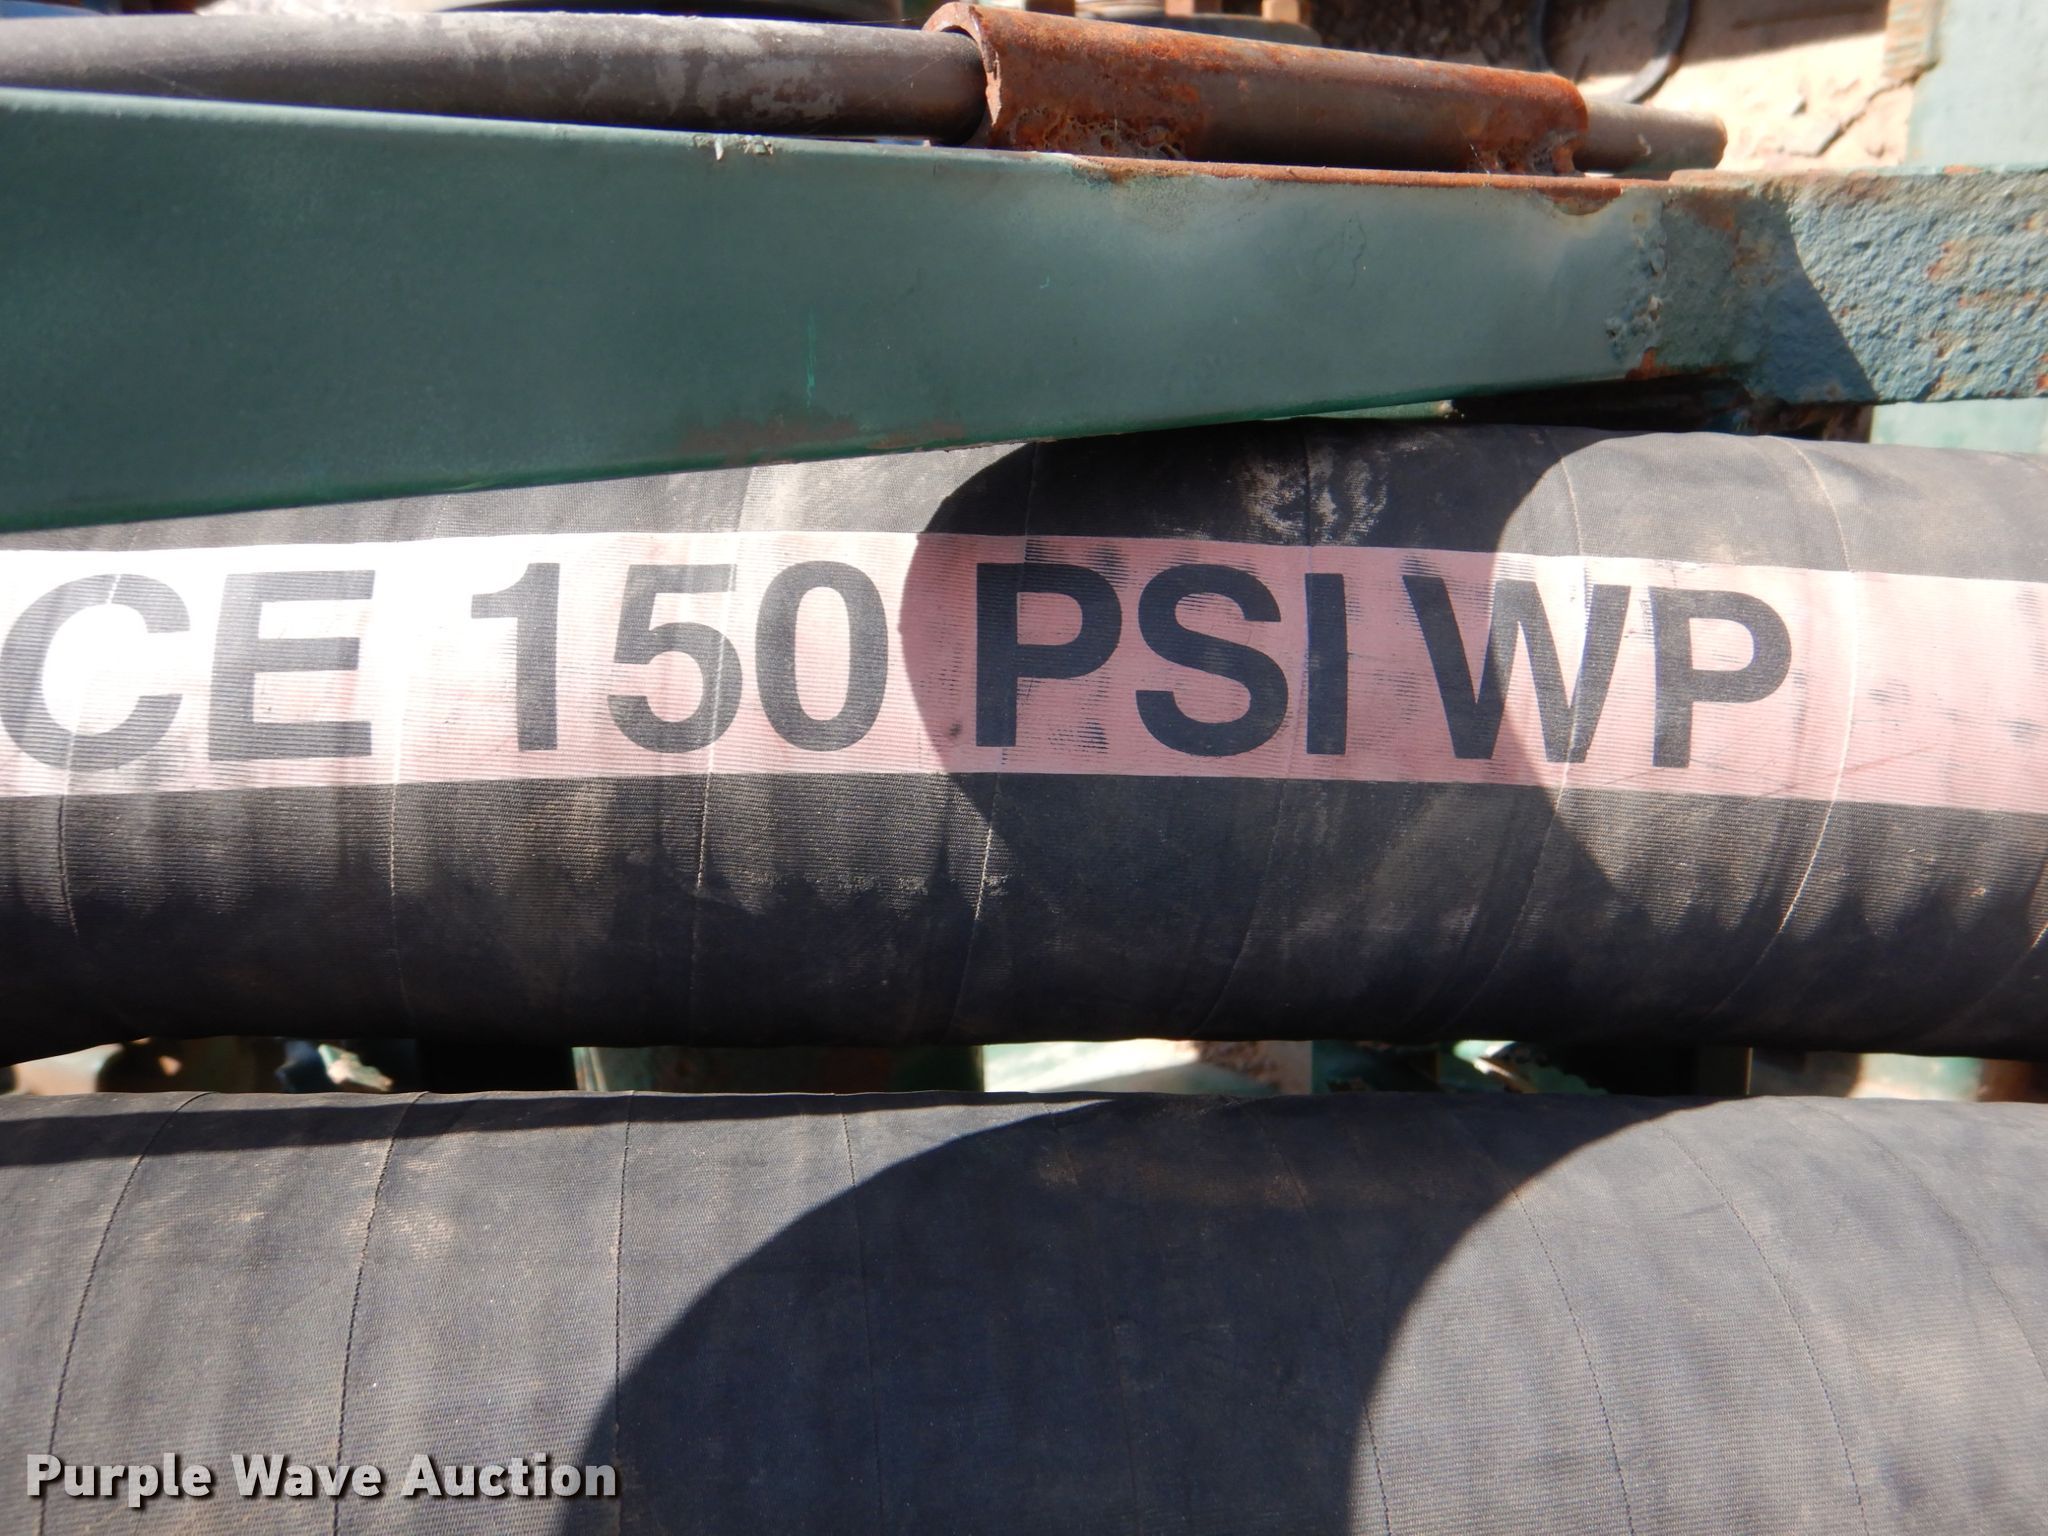 CE 150 PSI WP
Purple Wave Auction